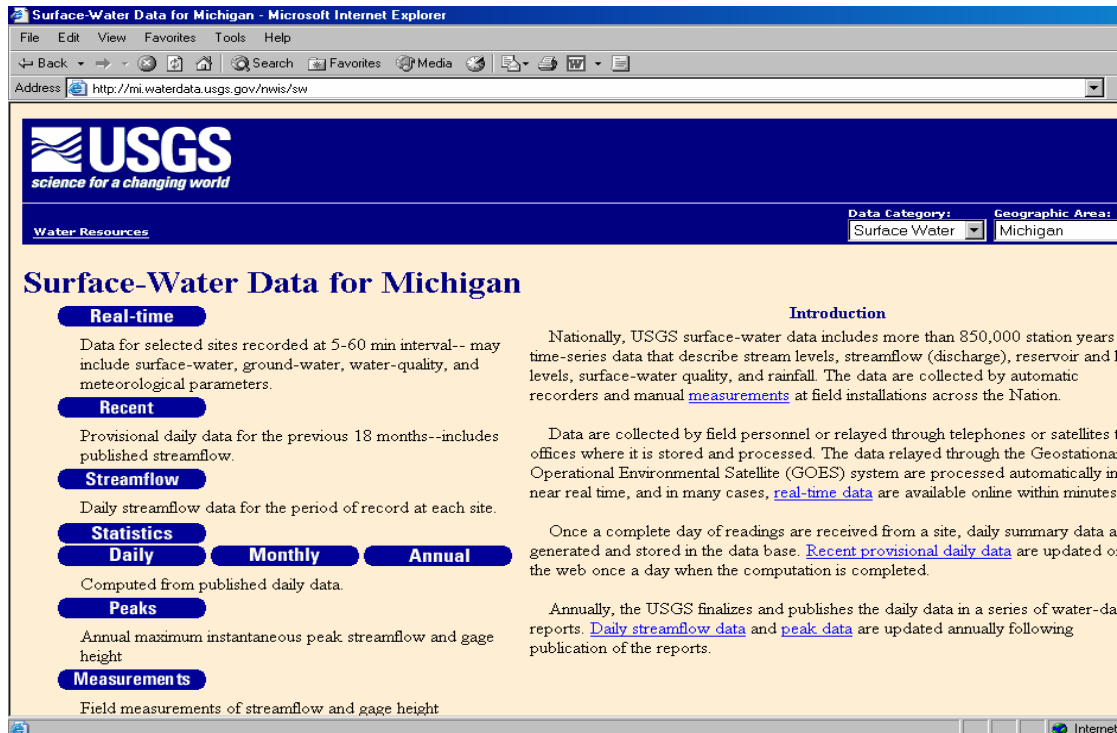 Surface-Water Data for Michigan - Microsoft Internet Explorer
File Edit View Favorites Tools Help
Back Search Favorites Media
Address http://mi.waterdata.usgs.gov/nwis/sw
USGS
science for a changing world
Data Category: Geographic Area:
Water Resources Surface Water Michigan
Surface-Water Data for Michigan
Real-time
Data for selected sites recorded at 5-60 min interval-- may
include surface-water, ground-water, water-quality, and
meteorological parameters.
Recent
Provisional daily data for the previous 18 months--includes
published streamflow.
Streamflow
Daily streamflow data for the period of record at each site.
Statistics
Daily Monthly Annual
Computed from published daily data.
Peaks
Annual maximum instantaneous peak streamflow and gage
height
Measurements
Field measurements of streamflow and gage height
Introduction
Nationally, USGS surface-water data includes more than 850,000 station years
time-series data that describe stream levels, streamflow (discharge), reservoir and
levels, surface-water quality, and rainfall. The data are collected by automatic
recorders and manual measurements at field installations across the Nation.
Data are collected by field personnel or relayed through telephones or satellites
offices where it is stored and processed. The data relayed through the
Operational Environmental Satellite (GOES) system are processed automatically in
near real time, and in many cases, real-time data are available online within minutes
Once a complete day of readings are received from a site, daily summary data
generated and stored in the data base. Recent provisional daily data are updated
the web once a day when the computation is completed.
Annually, the USGS finalizes and publishes the daily data in a series of
reports. Daily streamflow data and peak data are updated annually following
publication of the reports.
Internet